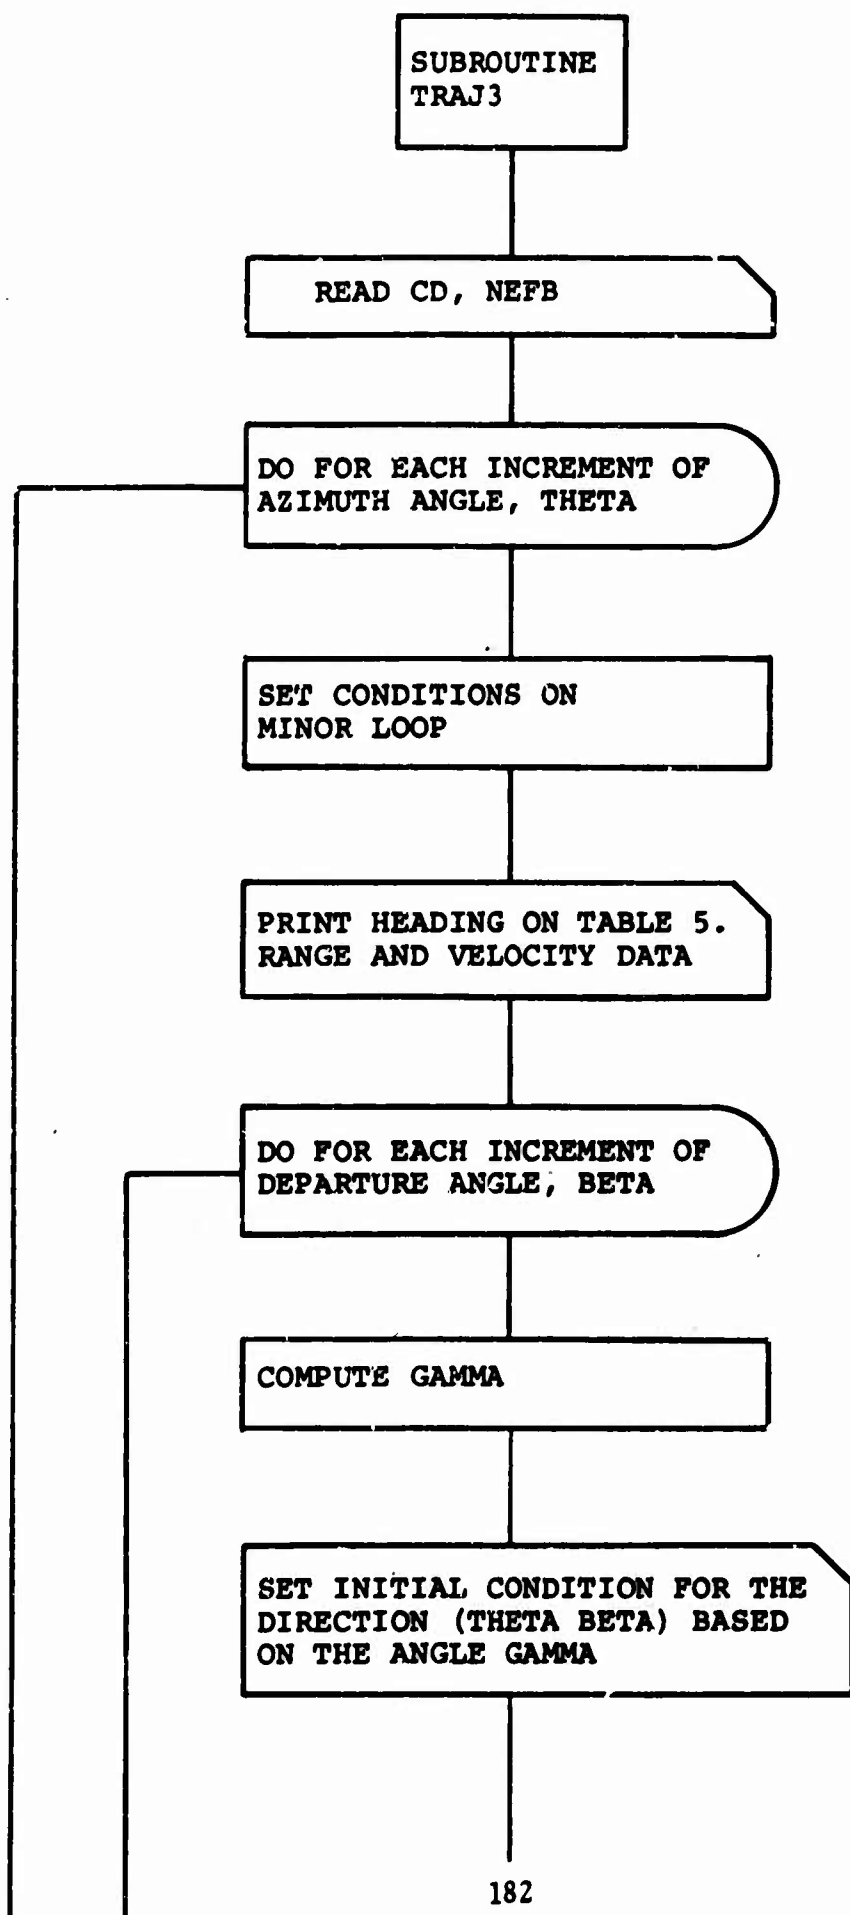 SUBROUTINE
TRAJ3
READ CD, NEFB
DO FOR EACH INCREMENT OF
AZIMUTH ANGLE, THETA
SET CONDITIONS ON
MINOR LOOP
PRINT HEADING ON TABLE 5.
RANGE AND VELOCITY DATA
DO FOR EACH INCREMENT OF
DEPARTURE ANGLE, BETA
COMPUTE GAMMA
SET INITIAL CONDITION FOR THE
DIRECTION (THETA BETA) BASED
ON THE ANGLE GAMMA
182